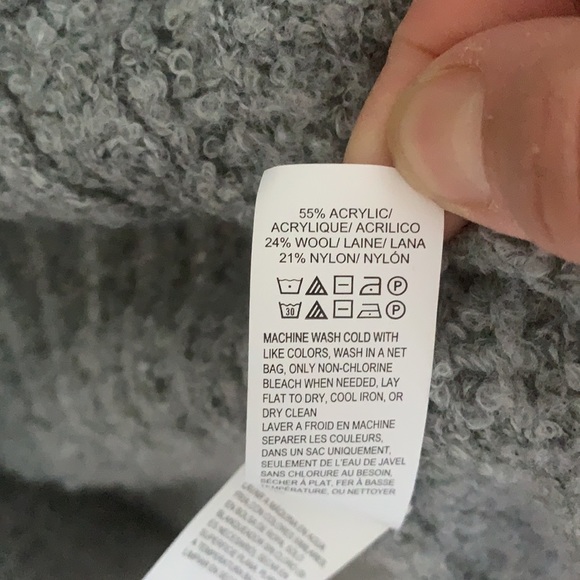 55% ACRYLIC/
ACRYLIQUE/ ACRILICO
24% WOOL/ LAINE/ LANA
21% NYLON/ NYLÓN
P
30 P
MACHINE WASH COLD WITH
LIKE COLORS, WASH IN A NET
BAG, ONLY NON-CHLORINE
BLEACH WHEN NEEDED, LAY
FLAT TO DRY, COOL IRON, OR
DRY CLEAN
LAVER A FROID EN MACHINE
SEPARER LES COULEURS,
DANS UN SAC UNIQUEMENT,
SEULEMENT DE L'EAU DE JAVEL
SANS CHLORURE AU BESOIN,
SÉCHER À PLAT, FER À BASSE
TEMPÉRATURE, OU NETTOYER